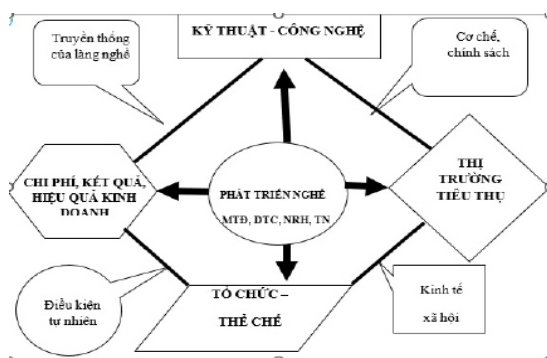 KỸ THUẬT - CÔNG NGHỆ
Truyền thống
của làng nghề
Cơ chế,
chính sách
CHI PHÍ, KẾT QUẢ,
HIỆU QUẢ KINH
DOANH
PHÁT TRIỂN NGHỀ
MTĐ, DTC, NRH, TN
THỊ
TRƯỜNG
TIÊU THỤ
Điều kiện
tự nhiên
TỔ CHỨC –
THỂ CHẾ
Kinh tế
xã hội